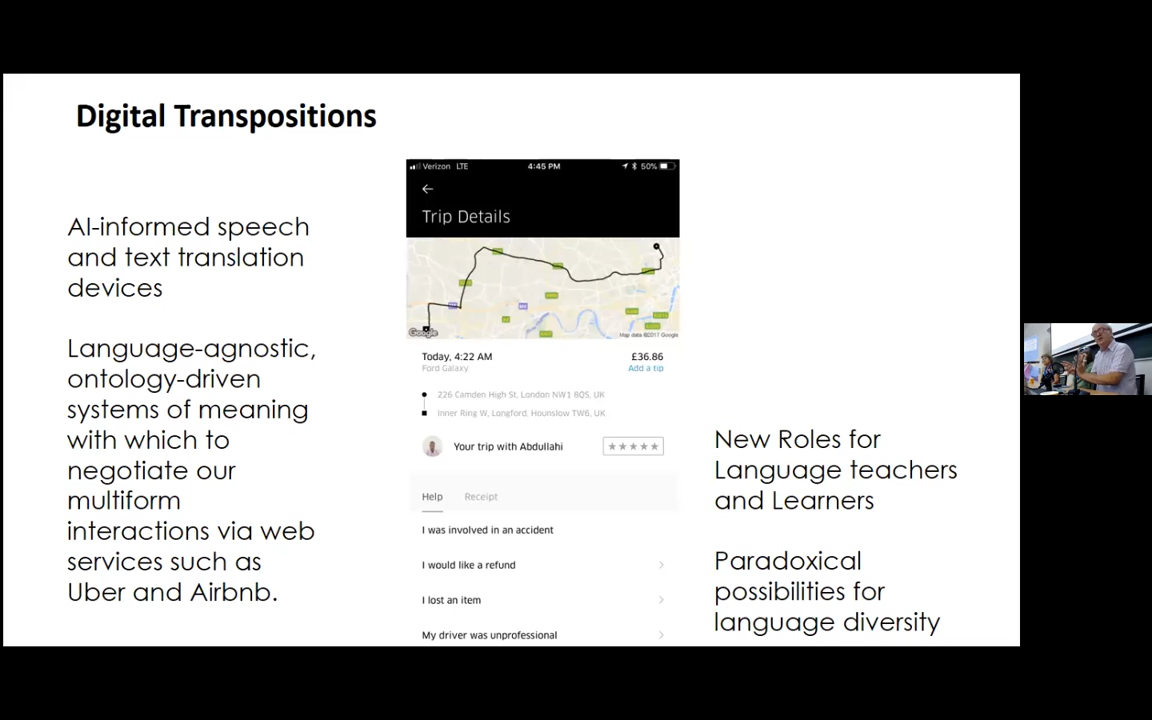 Digital Transpositions
AI-informed speech
and text translation
devices
Language-agnostic,
ontology-driven
systems of meaning
with which to
negotiate our
multiform
interactions via web
services such as
Uber and Airbnb.
Verizon LTE 4:45 PM 50%
Trip Details
Google
Map data ©2017 Google
Today, 4:22 AM £36.86
Ford Galaxy Add a tip
226 Camden High St, London NW1 8QS, UK
Inner Ring W, Longford, Hounslow TW6, UK
Your trip with Abdullahi
Help Receipt
I was involved in an accident
I would like a refund
I lost an item
My driver was unprofessional
New Roles for
Language teachers
and Learners
Paradoxical
possibilities for
language diversity